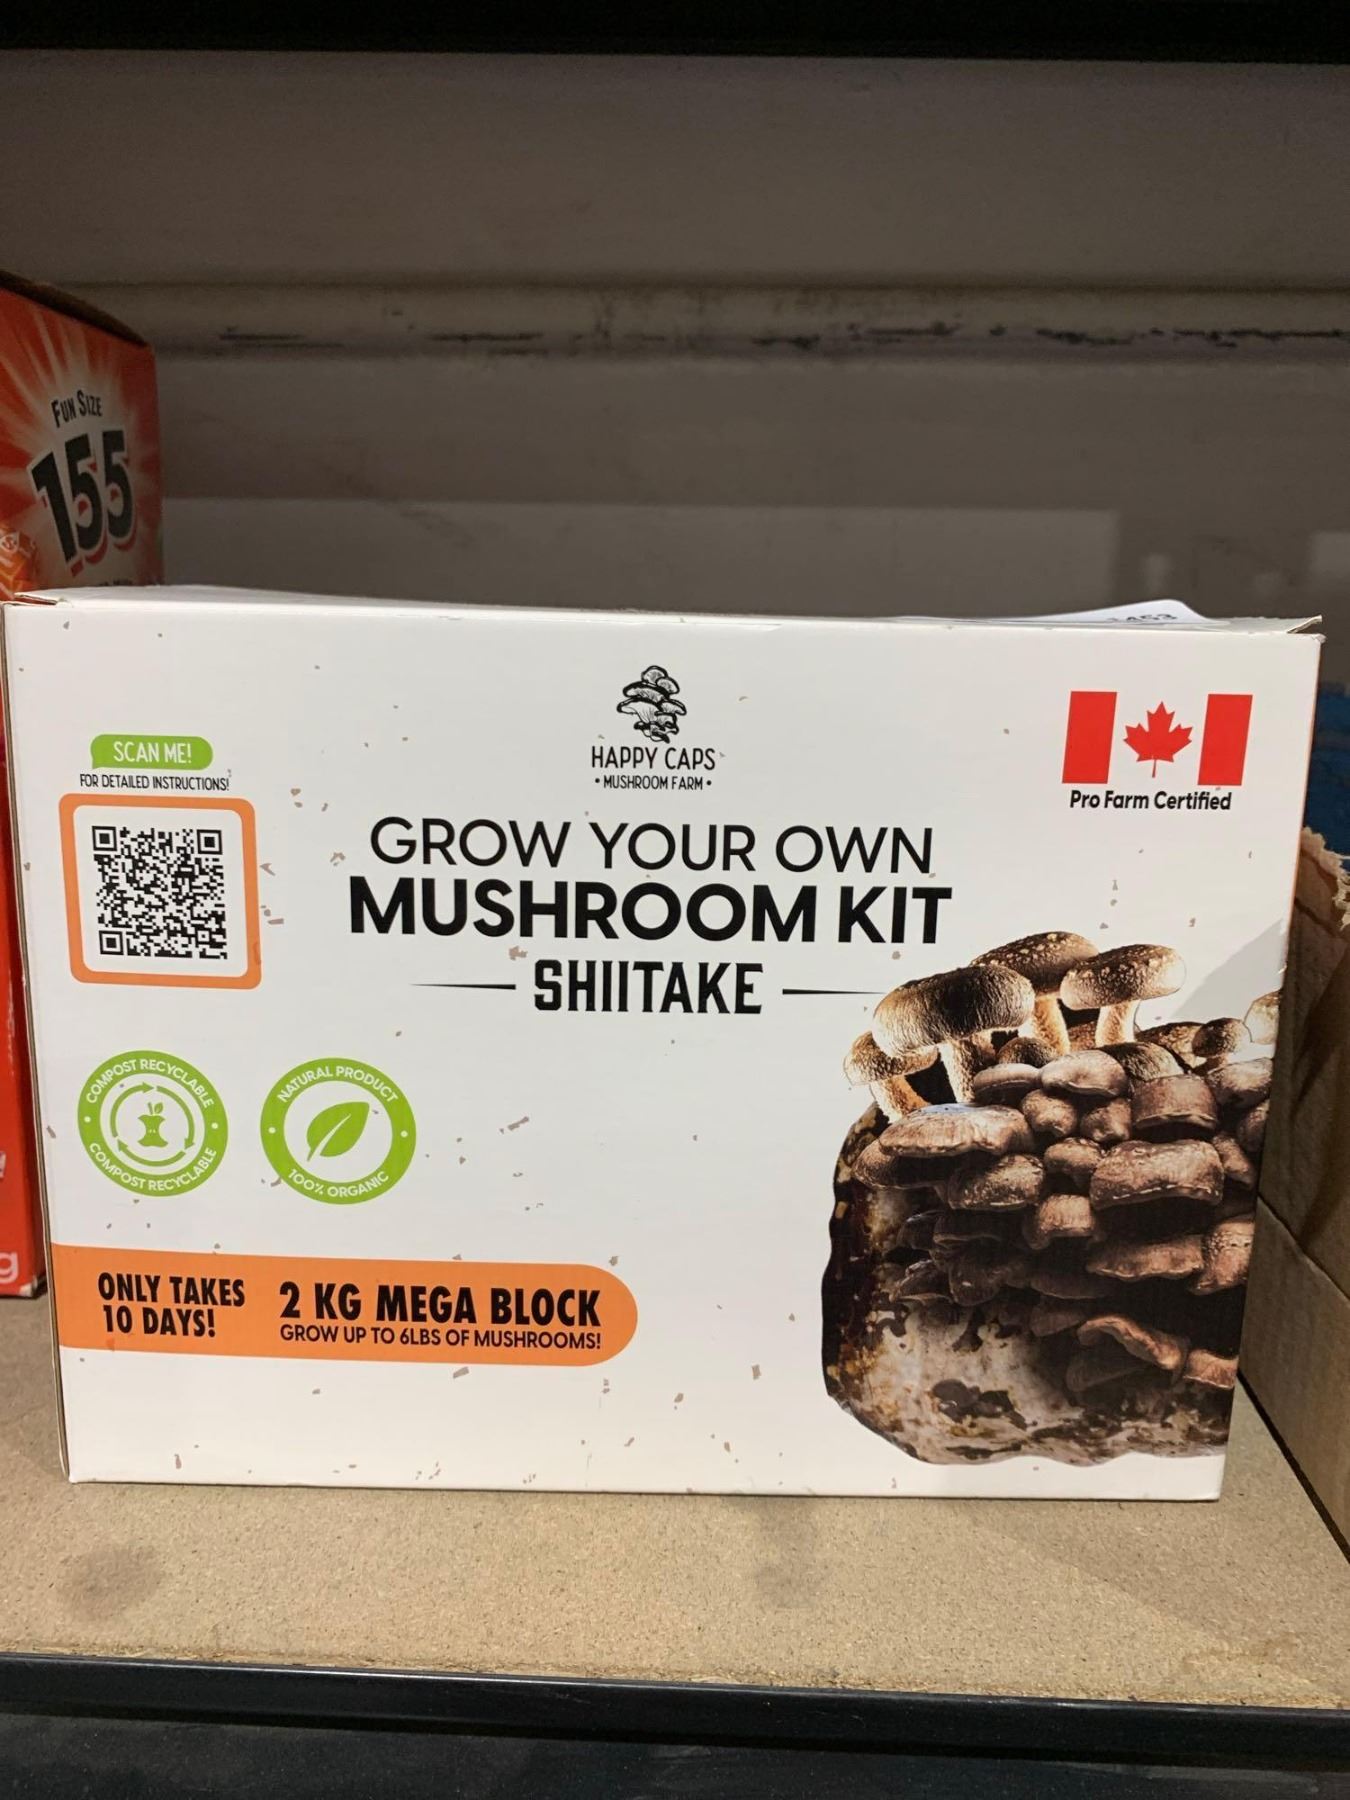 FUN SIZE
155
1453
HAPPY CAPS
• MUSHROOM FARM •
SCAN ME!
FOR DETAILED INSTRUCTIONS!
Pro Farm Certified
GROW YOUR OWN
MUSHROOM KIT
SHIITAKE
COMPOST RECYCLABLE
COMPOST RECYCLABLE
NATURAL PRODUCT
100% ORGANIC
ONLY TAKES
10 DAYS!
2 KG MEGA BLOCK
GROW UP TO 6LBS OF MUSHROOMS!
g